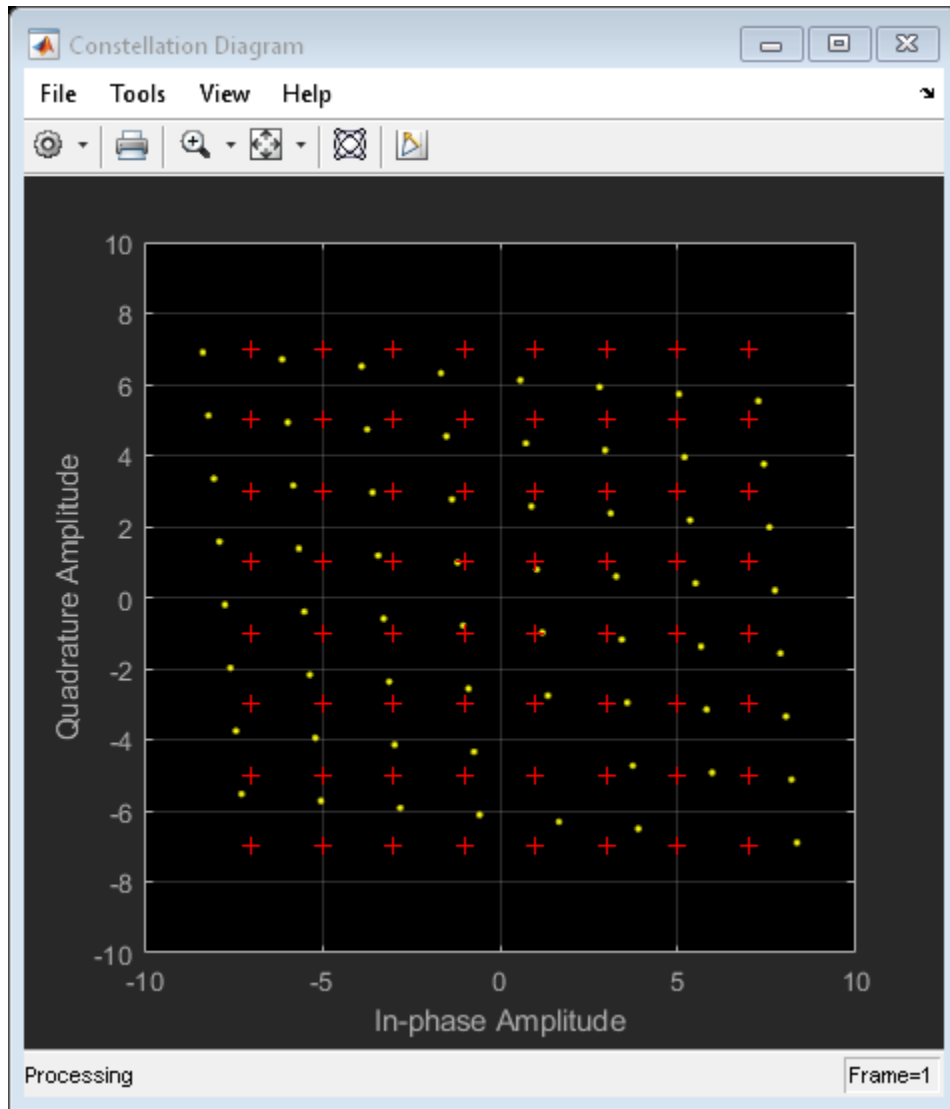 Constellation Diagram
File Tools View Help
10
8
6
4
2
0
-2
-4
-6
-8
-10
Quadrature Amplitude
-10 -5 0 5 10
In-phase Amplitude
Processing Frame=1